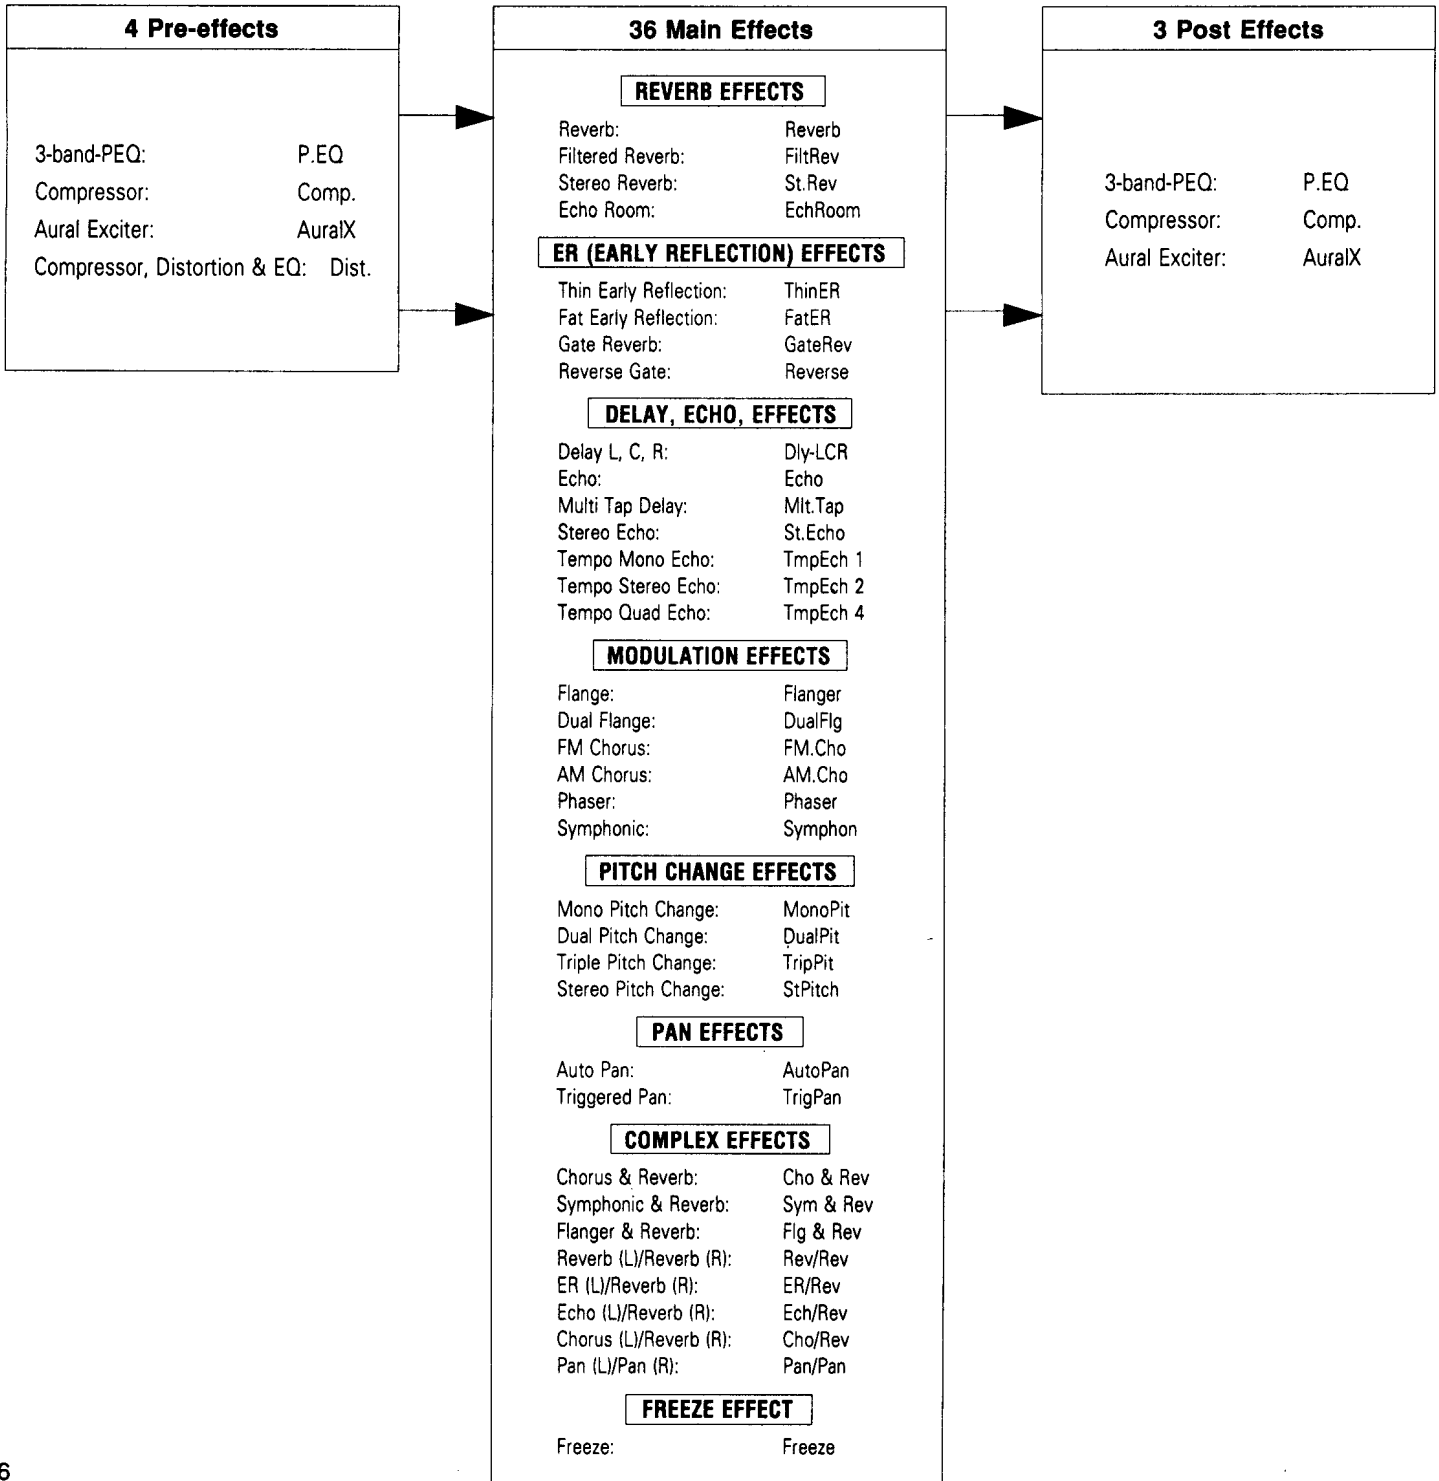 4 Pre-effects
3-band-PEQ: P.EQ
Compressor: Comp.
Aural Exciter: AuralX
Compressor, Distortion & EQ: Dist.
36 Main Effects
REVERB EFFECTS
Reverb: Reverb
Filtered Reverb: FiltRev
Stereo Reverb: St.Rev
Echo Room: EchRoom
ER (EARLY REFLECTION) EFFECTS
Thin Early Reflection: ThinER
Fat Early Reflection: FatER
Gate Reverb: GateRev
Reverse Gate: Reverse
DELAY, ECHO, EFFECTS
Delay L, C, R: Dly-LCR
Echo: Echo
Multi Tap Delay: Mlt.Tap
Stereo Echo: St.Echo
Tempo Mono Echo: TmpEch 1
Tempo Stereo Echo: TmpEch 2
Tempo Quad Echo: TmpEch 4
MODULATION EFFECTS
Flange: Flanger
Dual Flange: DualFlg
FM Chorus: FM.Cho
AM Chorus: AM.Cho
Phaser: Phaser
Symphonic: Symphon
PITCH CHANGE EFFECTS
Mono Pitch Change: MonoPit
Dual Pitch Change: DualPit
Triple Pitch Change: TripPit
Stereo Pitch Change: StPitch
PAN EFFECTS
Auto Pan: AutoPan
Triggered Pan: TrigPan
COMPLEX EFFECTS
Chorus & Reverb: Cho & Rev
Symphonic & Reverb: Sym & Rev
Flanger & Reverb: Flg & Rev
Reverb (L)/Reverb (R): Rev/Rev
ER (L)/Reverb (R): ER/Rev
Echo (L)/Reverb (R): Ech/Rev
Chorus (L)/Reverb (R): Cho/Rev
Pan (L)/Pan (R): Pan/Pan
FREEZE EFFECT
Freeze: Freeze
3 Post Effects
3-band-PEQ: P.EQ
Compressor: Comp.
Aural Exciter: AuralX
6